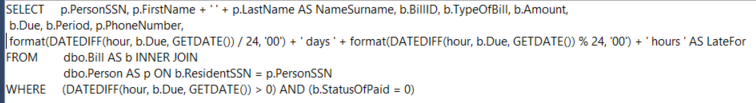 SELECT p.PersonSSN, p.FirstName + ' ' + p.LastName AS NameSurname, b.BillID, b.TypeOfBill, b.Amount,
b.Due, b.Period, p.PhoneNumber,
format(DATEDIFF(hour, b.Due, GETDATE()) / 24, '00') + ' days ' + format(DATEDIFF(hour, b.Due, GETDATE()) % 24, '00') + ' hours ' AS LateFor
FROM dbo.Bill AS b INNER JOIN
dbo.Person AS p ON b.ResidentSSN = p.PersonSSN
WHERE (DATEDIFF(hour, b.Due, GETDATE()) > 0) AND (b.StatusOfPaid = 0)